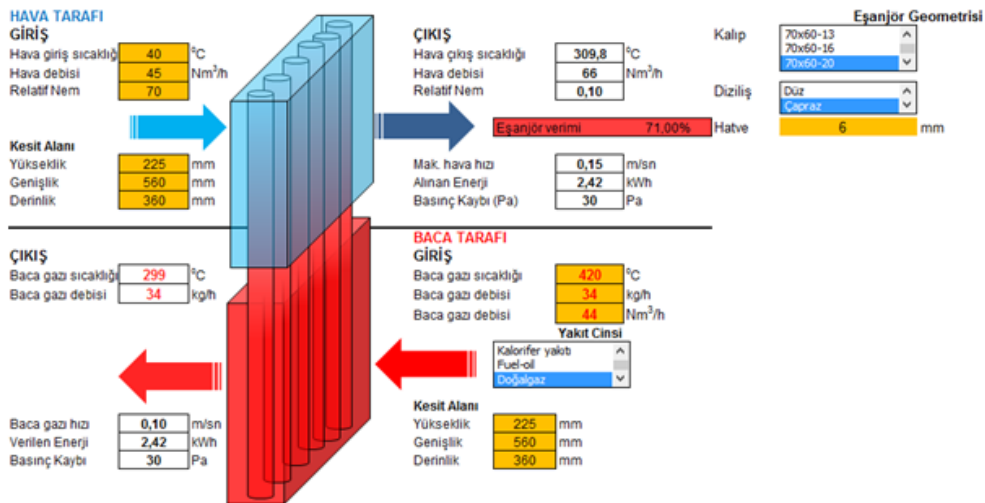 HAVA TARAFI
GİRİŞ
Hava giriş sıcaklığı 40 ⁰C
Hava debisi 45 Nm³/h
Relatif Nem 70
Kesit Alanı
Yükseklik 225 mm
Genişlik 560 mm
Derinlik 360 mm
ÇIKIŞ
Hava çıkış sıcaklığı 309,8 ⁰C
Hava debisi 66 Nm³/h
Relatif Nem 0,10
Eşanjör verimi 71,00%
Mak. hava hızı 0,15 m/sn
Alınan Enerji 2,42 kWh
Basınç Kaybı (Pa) 30 Pa
Eşanjör Geometrisi
Kalıp
70x60-13
70x60-16
70x60-20
Diziliş
Düz
Çapraz
Hatve 6 mm
ÇIKIŞ
Baca gazı sıcaklığı 299 ⁰C
Baca gazı debisi 34 kg/h
Baca gazı hızı 0,10 m/sn
Verilen Enerji 2,42 kWh
Basınç Kaybı 30 Pa
BACA TARAFI
GİRİŞ
Baca gazı sıcaklığı 420 ⁰C
Baca gazı debisi 34 kg/h
Baca gazı debisi 44 Nm³/h
Yakıt Cinsi
Kalorifer yakıtı
Fuel-oil
Doğalgaz
Kesit Alanı
Yükseklik 225 mm
Genişlik 560 mm
Derinlik 360 mm